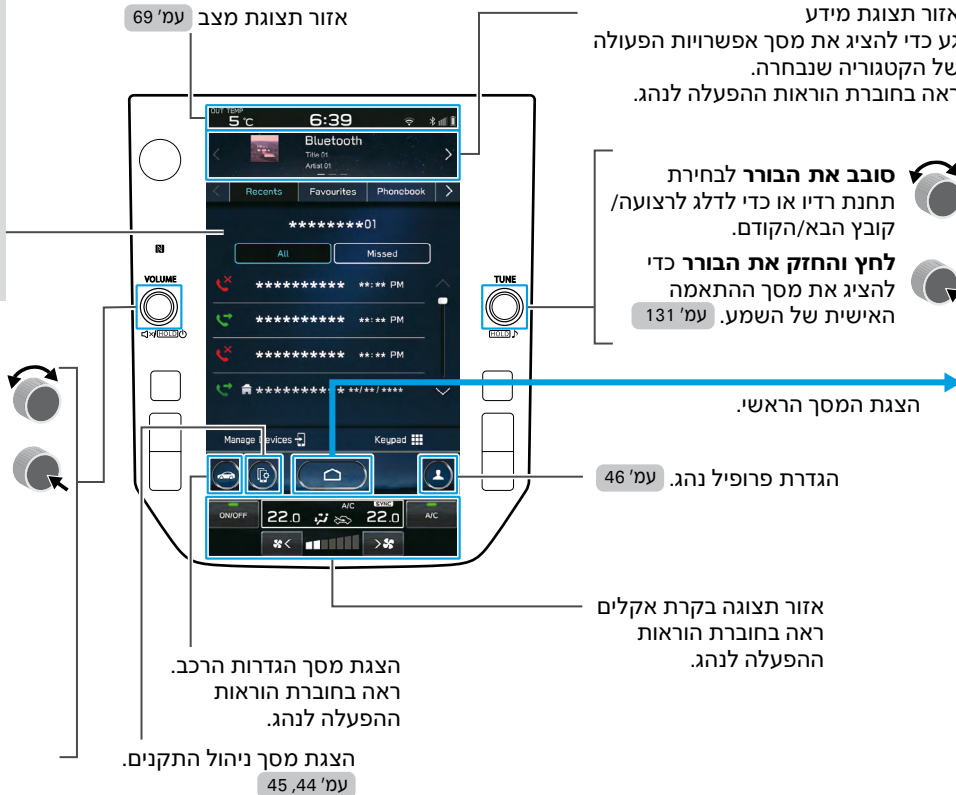 אזור תצוגת מצב עמ' 69
אזור תצוגת מידע
גע כדי להציג את מסך אפשרויות הפעולה
של הקטגוריה שנבחרה.
ראה בחוברת הוראות ההפעלה לנהג.
OUT TEMP
5 °C 6:39
Bluetooth
Title 01
Artist 01
Recents Favourites Phonebook
********01
All Missed
********** **:** PM
********** **:** PM
********** **:** PM
********** **/**/****
Manage Devices Keypad
VOLUME
HOLD
TUNE
HOLD
סובב את הבורר לבחירת
תחנת רדיו או כדי לדלג לרצועה/
קובץ הבא/הקודם.
לחץ והחזק את הבורר כדי
להציג את מסך ההתאמה
האישית של השמע. עמ' 131
הצגת המסך הראשי.
הגדרת פרופיל נהג. עמ' 46
ON/OFF 22.0 A/C SYNC 22.0 A/C
אזור תצוגה בקרת אקלים
ראה בחוברת הוראות
ההפעלה לנהג.
הצגת מסך הגדרות הרכב.
ראה בחוברת הוראות
ההפעלה לנהג.
הצגת מסך ניהול התקנים.
עמ' 44, 45